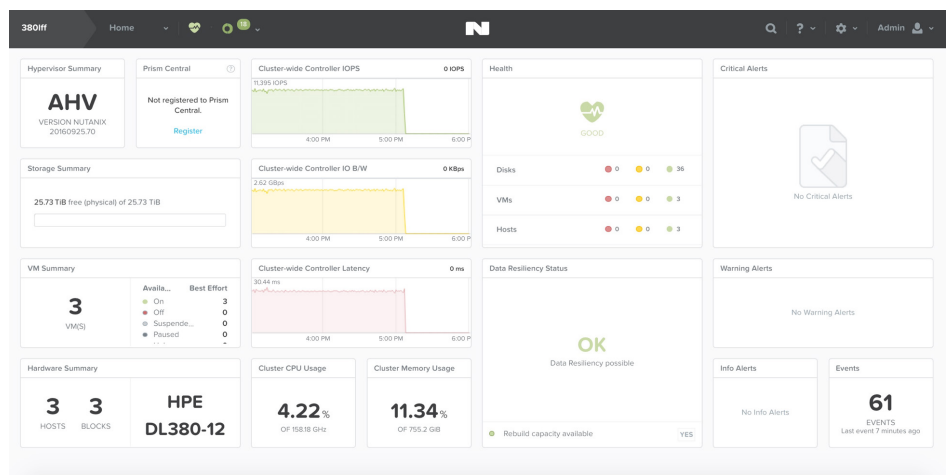 380lff
Home
18
Admin
Hypervisor Summary
AHV
VERSION NUTANIX
20160925.70
Prism Central
?
Not registered to Prism
Central.
Register
Cluster-wide Controller IOPS
0 IOPS
11,395 IOPS
4:00 PM
5:00 PM
6:00 P
Health
GOOD
Disks
0
0
36
VMs
0
0
3
Hosts
0
0
3
Critical Alerts
No Critical Alerts
Storage Summary
25.73 TiB free (physical) of 25.73 TiB
Cluster-wide Controller IO B/W
0 KBps
2.62 GBps
4:00 PM
5:00 PM
6:00 P
VM Summary
3
VM(S)
Availa... Best Effort
On 3
Off 0
Suspende... 0
Paused 0
Cluster-wide Controller Latency
0 ms
30.44 ms
4:00 PM
5:00 PM
6:00 P
Data Resiliency Status
OK
Data Resiliency possible
Rebuild capacity available
YES
Warning Alerts
No Warning Alerts
Hardware Summary
3
HOSTS
3
BLOCKS
HPE
DL380-12
Cluster CPU Usage
4.22%
OF 158.18 GHz
Cluster Memory Usage
11.34%
OF 755.2 GiB
Info Alerts
No Info Alerts
Events
61
EVENTS
Last event 7 minutes ago